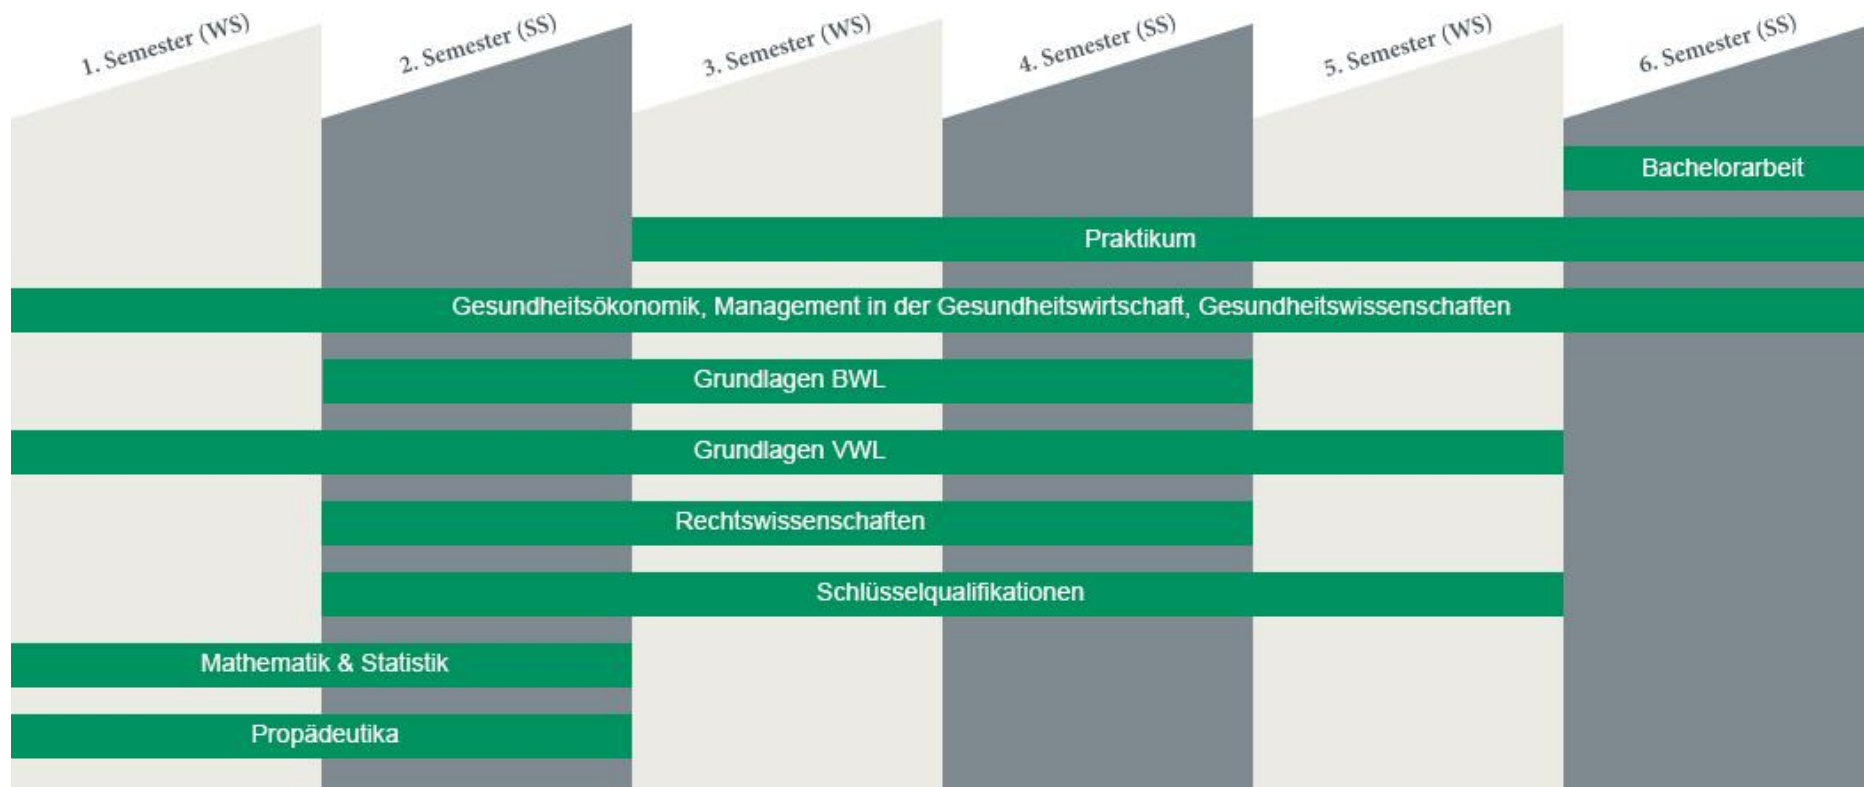 1. Semester (WS)
2. Semester (SS)
3. Semester (WS)
4. Semester (SS)
5. Semester (WS)
6. Semester (SS)
Bachelorarbeit
Praktikum
Gesundheitsökonomik, Management in der Gesundheitswirtschaft, Gesundheitswissenschaften
Grundlagen BWL
Grundlagen VWL
Rechtswissenschaften
Schlüsselqualifikationen
Mathematik & Statistik
Propädeutika